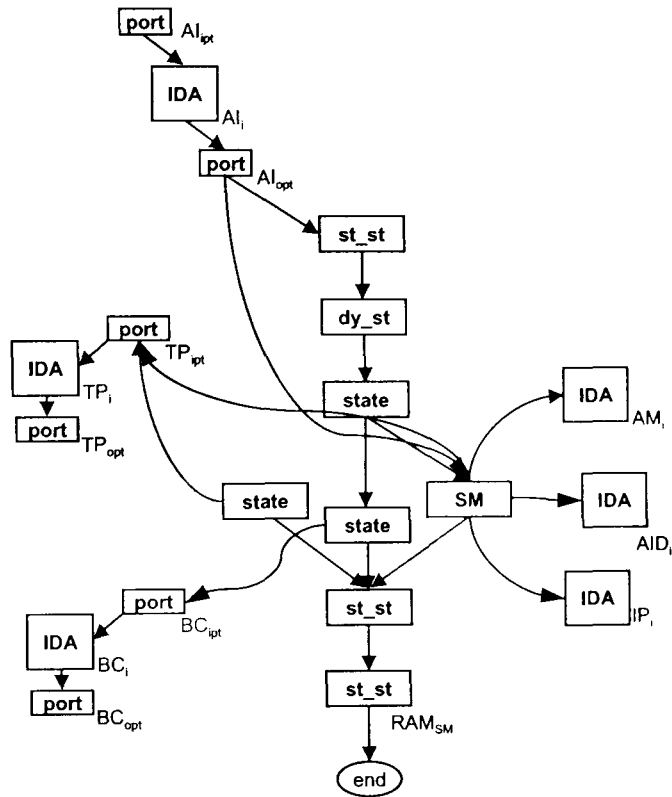 port
AI_ipt
IDA
AI_i
port
AI_opt
st_st
dy_st
port
TP_ipt
IDA
TP_i
port
TP_opt
state
IDA
AM_i
state
SM
IDA
AID_i
state
port
BC_ipt
st_st
IDA
IP_i
IDA
BC_i
port
BC_opt
st_st
RAM_SM
end